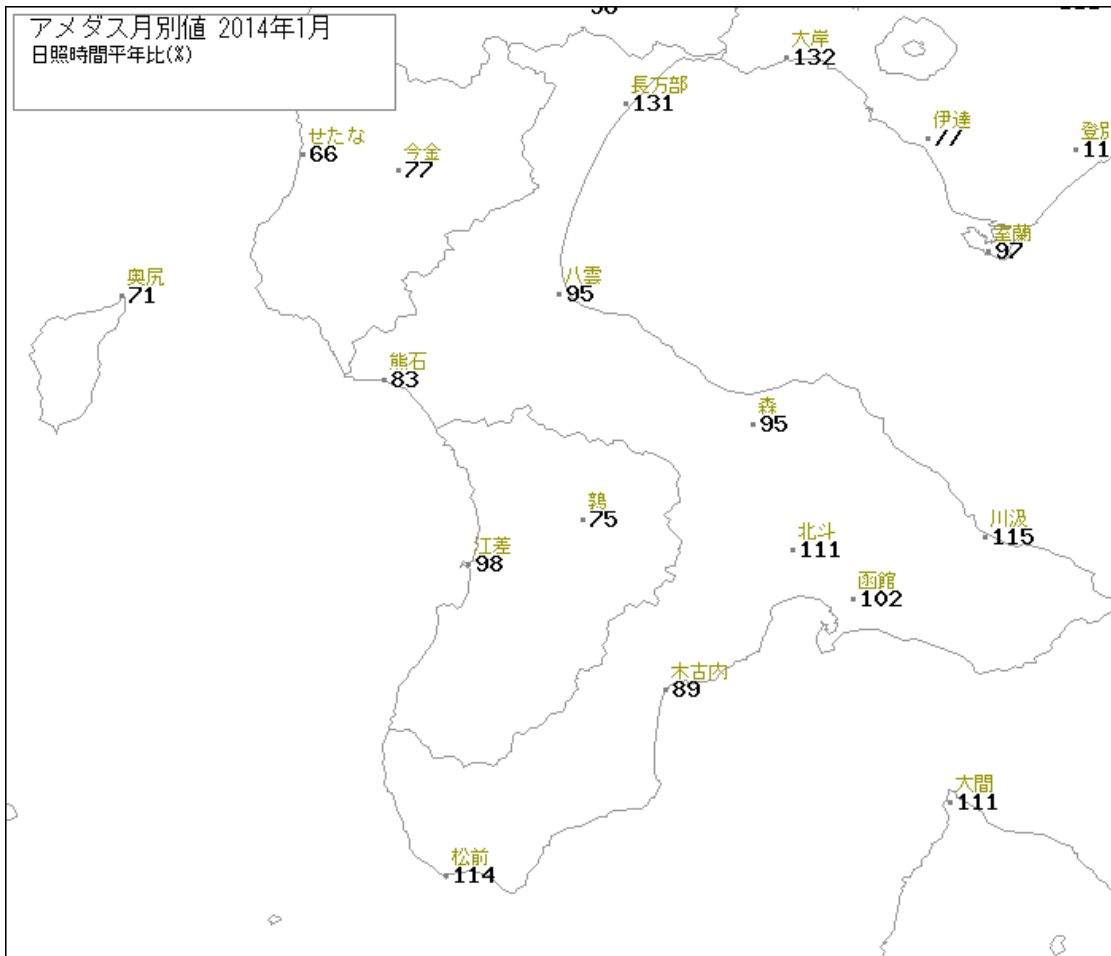 アメダス月別値 2014年1月
日照時間平年比(%)
大岸
132
長万部
131
伊達
//
登別
11
せたな
66
今金
77
室蘭
97
奥尻
71
八雲
95
熊石
83
森
95
鶉
75
川汲
115
江差
98
北斗
111
函館
102
木古内
89
大間
111
松前
114